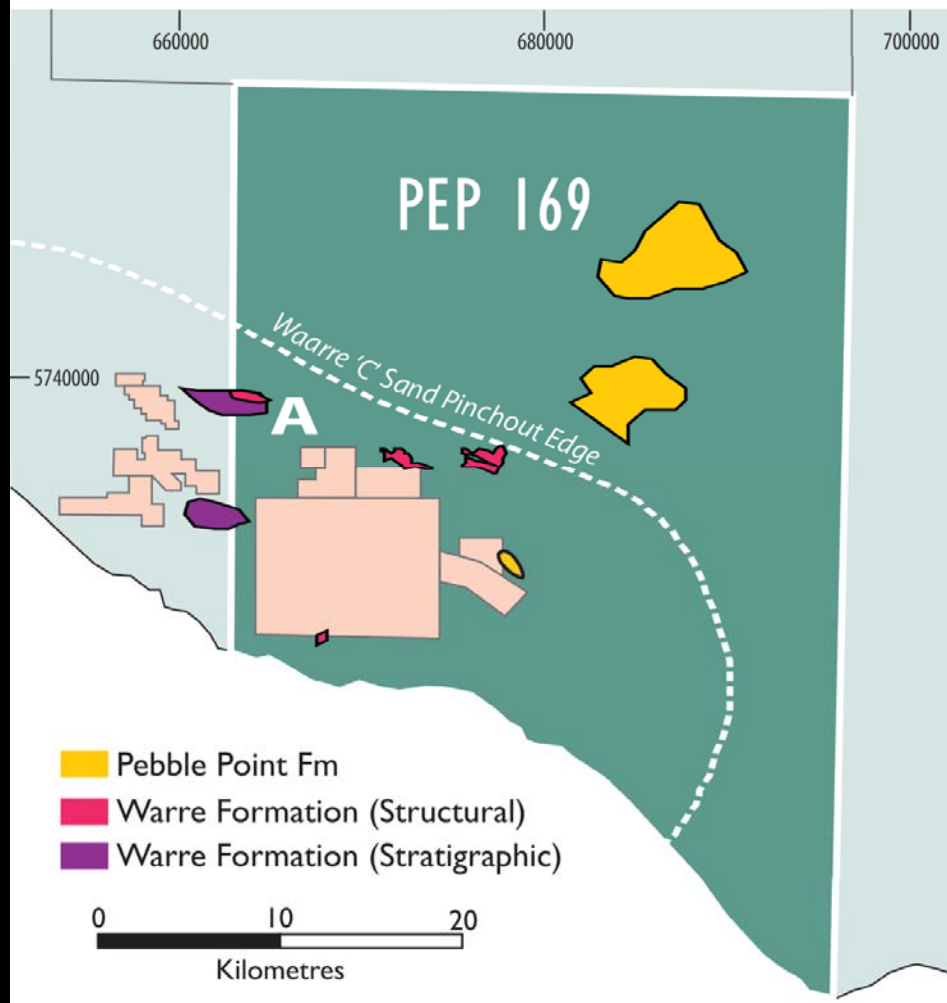 660000
680000
700000
PEP 169
Waarre 'C' Sand Pinchout Edge
5740000
A
Pebble Point Fm
Warre Formation (Structural)
Warre Formation (Stratigraphic)
0 10 20
Kilometres